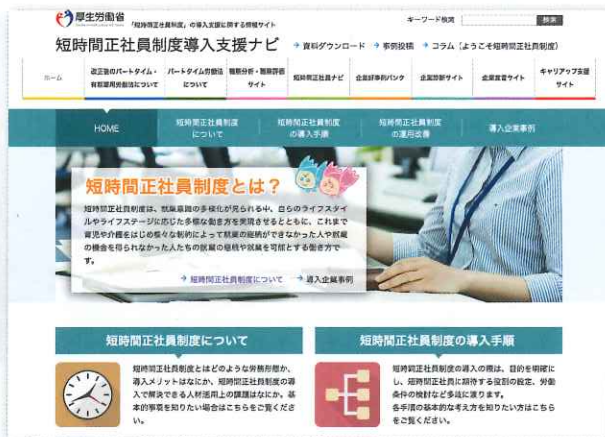 厚生労働省
「短時間正社員制度」の導入支援に関する情報サイト
キーワード検索
検索
短時間正社員制度導入支援ナビ
資料ダウンロード
事例投稿
コラム(ようこそ短時間正社員制度)
ホーム
改正後のパートタイム・
有期雇用労働法について
パートタイム労働法
について
職務分析・職務評価
サイト
短時間正社員ナビ
企業好事例バンク
企業診断サイト
企業宣言サイト
キャリアップ支援
サイト
HOME
短時間正社員制度
について
短時間正社員制度
の導入手順
短時間正社員制度
の運用改善
導入企業事例
短時間正社員制度とは?
短時間正社員制度は、就業意識の多様化が見られる中、自らのライフスタイ
ルやライフステージに応じた多様な働き方を実現させるとともに、これまで
育児や介護をはじめ様々な制約によって就業の継続ができなかった人や就業
の機会を得られなかった人たちの就業の継続や就業を可能とする働き方で
す。
短時間正社員制度について
導入企業事例
短時間正社員制度について
短時間正社員制度とはどのような労務形態か、
導入メリットはなにか、短時間正社員制度の導
入で解決できる人材活用上の課題はなにか。基
本的事項を知りたい場合はこちらをご覧くださ
い。
短時間正社員制度の導入手順
短時間正社員制度の導入の際は、目的を明確に
し、短時間正社員に期待する役割の設定、労働
条件の検討など多岐に渡ります。
各手順の基本的な考え方を知りたい方はこちら
をご覧ください。